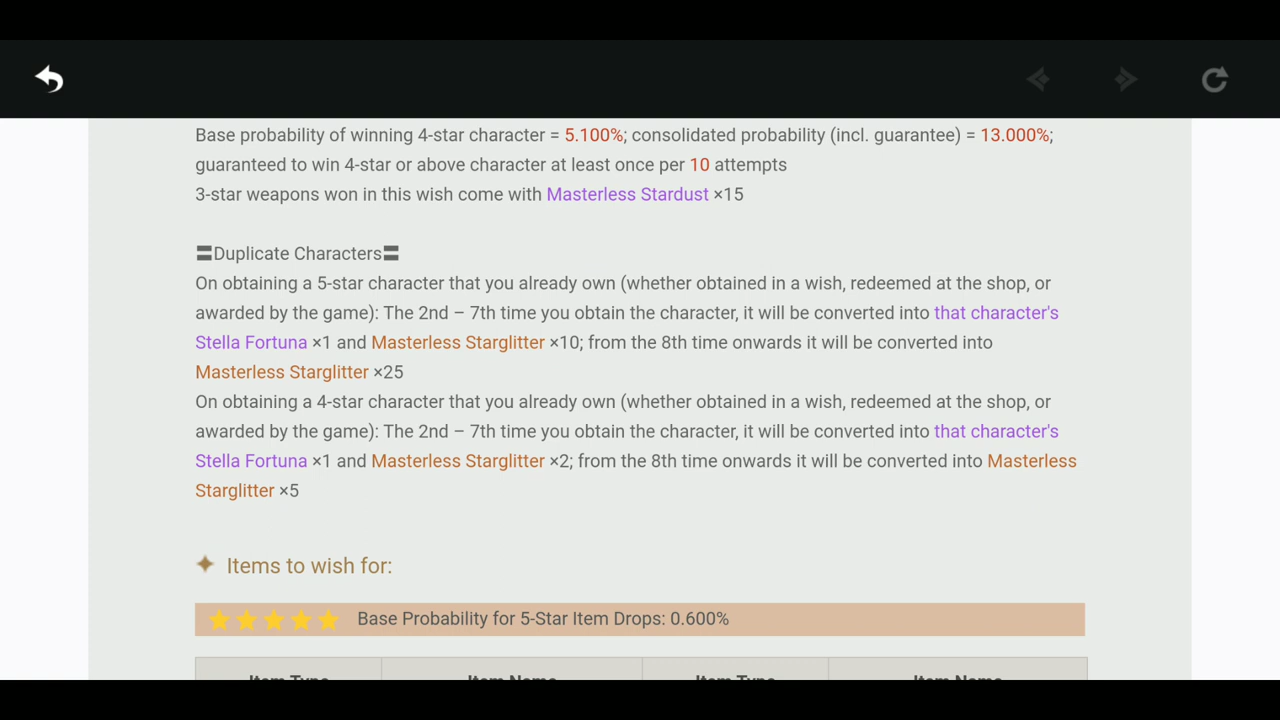 Base probability of winning 4-star character = 5.100%; consolidated probability (incl. guarantee) = 13.000%;
guaranteed to win 4-star or above character at least once per 10 attempts
3-star weapons won in this wish come with Masterless Stardust ×15
〓Duplicate Characters〓
On obtaining a 5-star character that you already own (whether obtained in a wish, redeemed at the shop, or
awarded by the game): The 2nd – 7th time you obtain the character, it will be converted into that character's
Stella Fortuna ×1 and Masterless Starglitter ×10; from the 8th time onwards it will be converted into
Masterless Starglitter ×25
On obtaining a 4-star character that you already own (whether obtained in a wish, redeemed at the shop, or
awarded by the game): The 2nd – 7th time you obtain the character, it will be converted into that character's
Stella Fortuna ×1 and Masterless Starglitter ×2; from the 8th time onwards it will be converted into Masterless
Starglitter ×5
Items to wish for:
Base Probability for 5-Star Item Drops: 0.600%
Item Type Item Name Item Type Item Name